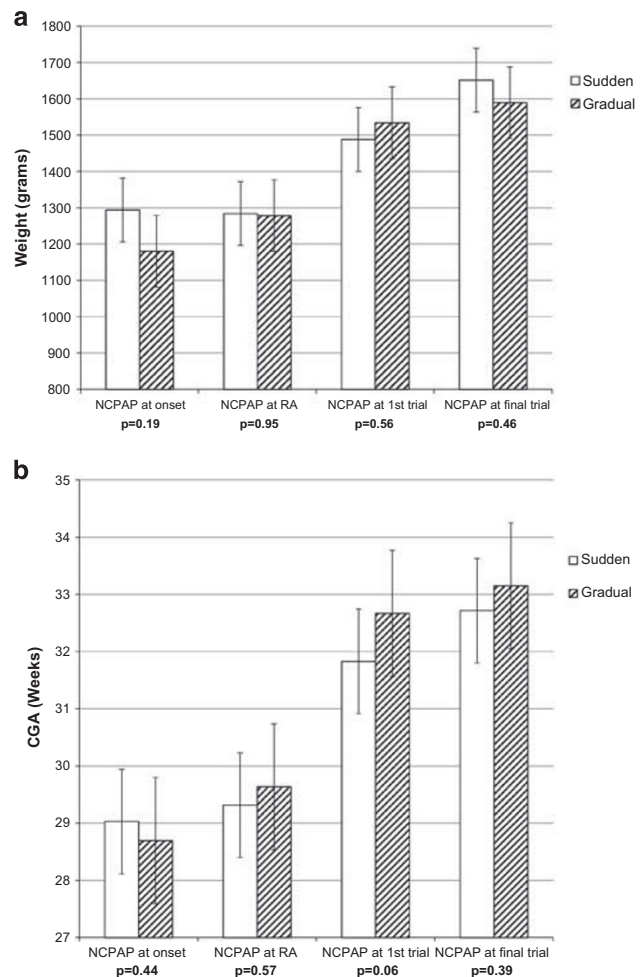 a
1800
1700
1600
1500
1400
1300
1200
1100
1000
900
800
Weight (grams)
Sudden
Gradual
NCPAP at onset NCPAP at RA NCPAP at 1st trial NCPAP at final trial
p=0.19 p=0.95 p=0.56 p=0.46
b
35
34
33
32
31
30
29
28
27
CGA (Weeks)
Sudden
Gradual
NCPAP at onset NCPAP at RA NCPAP at 1st trial NCPAP at final trial
p=0.44 p=0.57 p=0.06 p=0.39